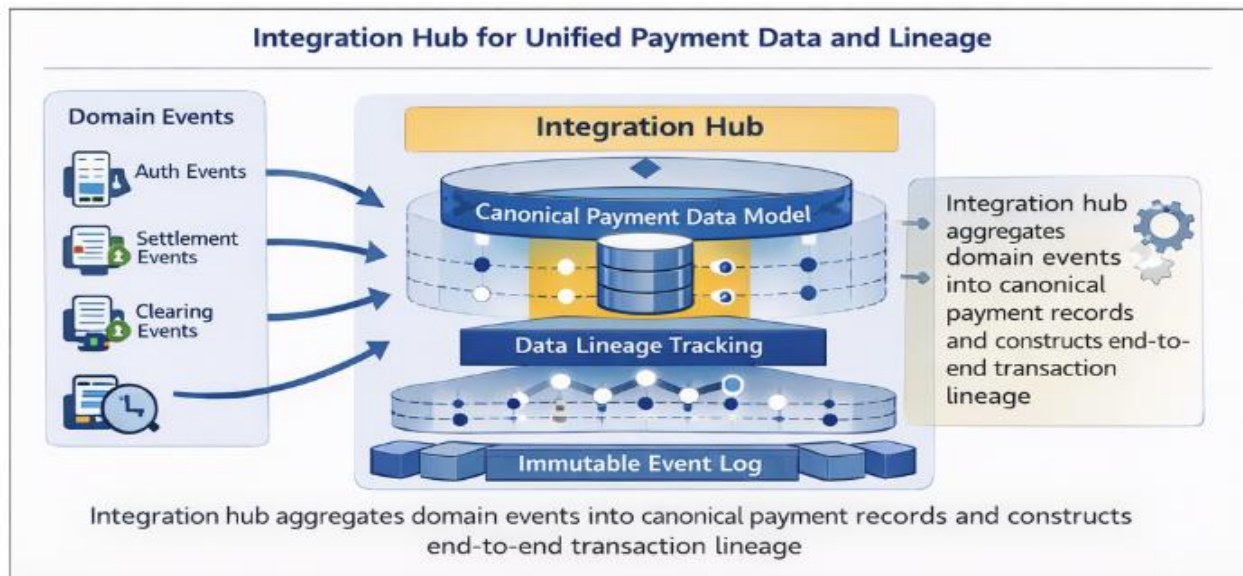 Integration Hub for Unified Payment Data and Lineage
Domain Events
Auth Events
Settlement
Events
Clearing
Events
Integration Hub
Canonical Payment Data Model
Data Lineage Tracking
Immutable Event Log
Integration hub
aggregates
domain events
into canonical
payment records
and constructs end-to-
end transaction
lineage
Integration hub aggregates domain events into canonical payment records and constructs
end-to-end transaction lineage